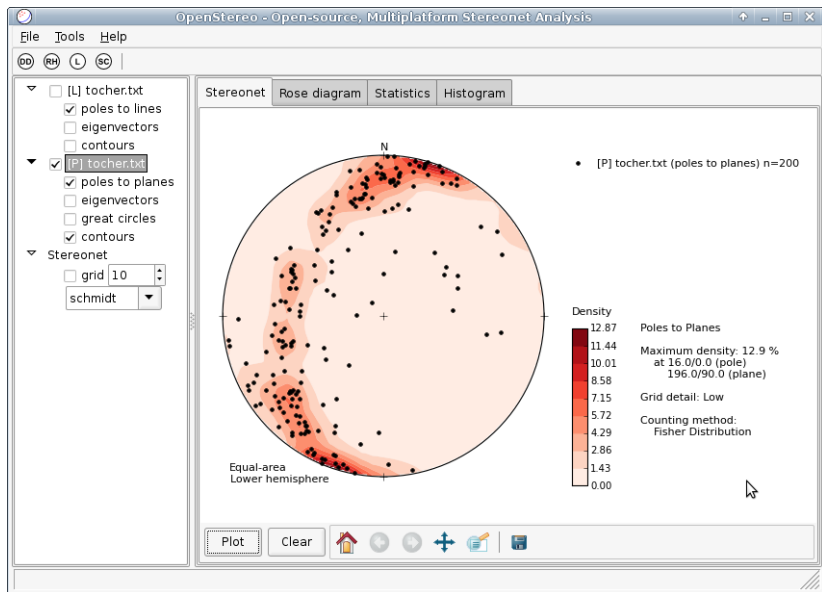 OpenStereo - Open-source, Multiplatform Stereonet Analysis
File Tools Help
DD RH L SC
[L] tocher.txt
poles to lines
eigenvectors
contours
[P] tocher.txt
poles to planes
eigenvectors
great circles
contours
Stereonet
grid 10
schmidt
Stereonet Rose diagram Statistics Histogram
N
[P] tocher.txt (poles to planes) n=200
Density
12.87
11.44
10.01
8.58
7.15
5.72
4.29
2.86
1.43
0.00
Poles to Planes
Maximum density: 12.9 %
at 16.0/0.0 (pole)
196.0/90.0 (plane)
Grid detail: Low
Counting method:
Fisher Distribution
Equal-area
Lower hemisphere
Plot Clear